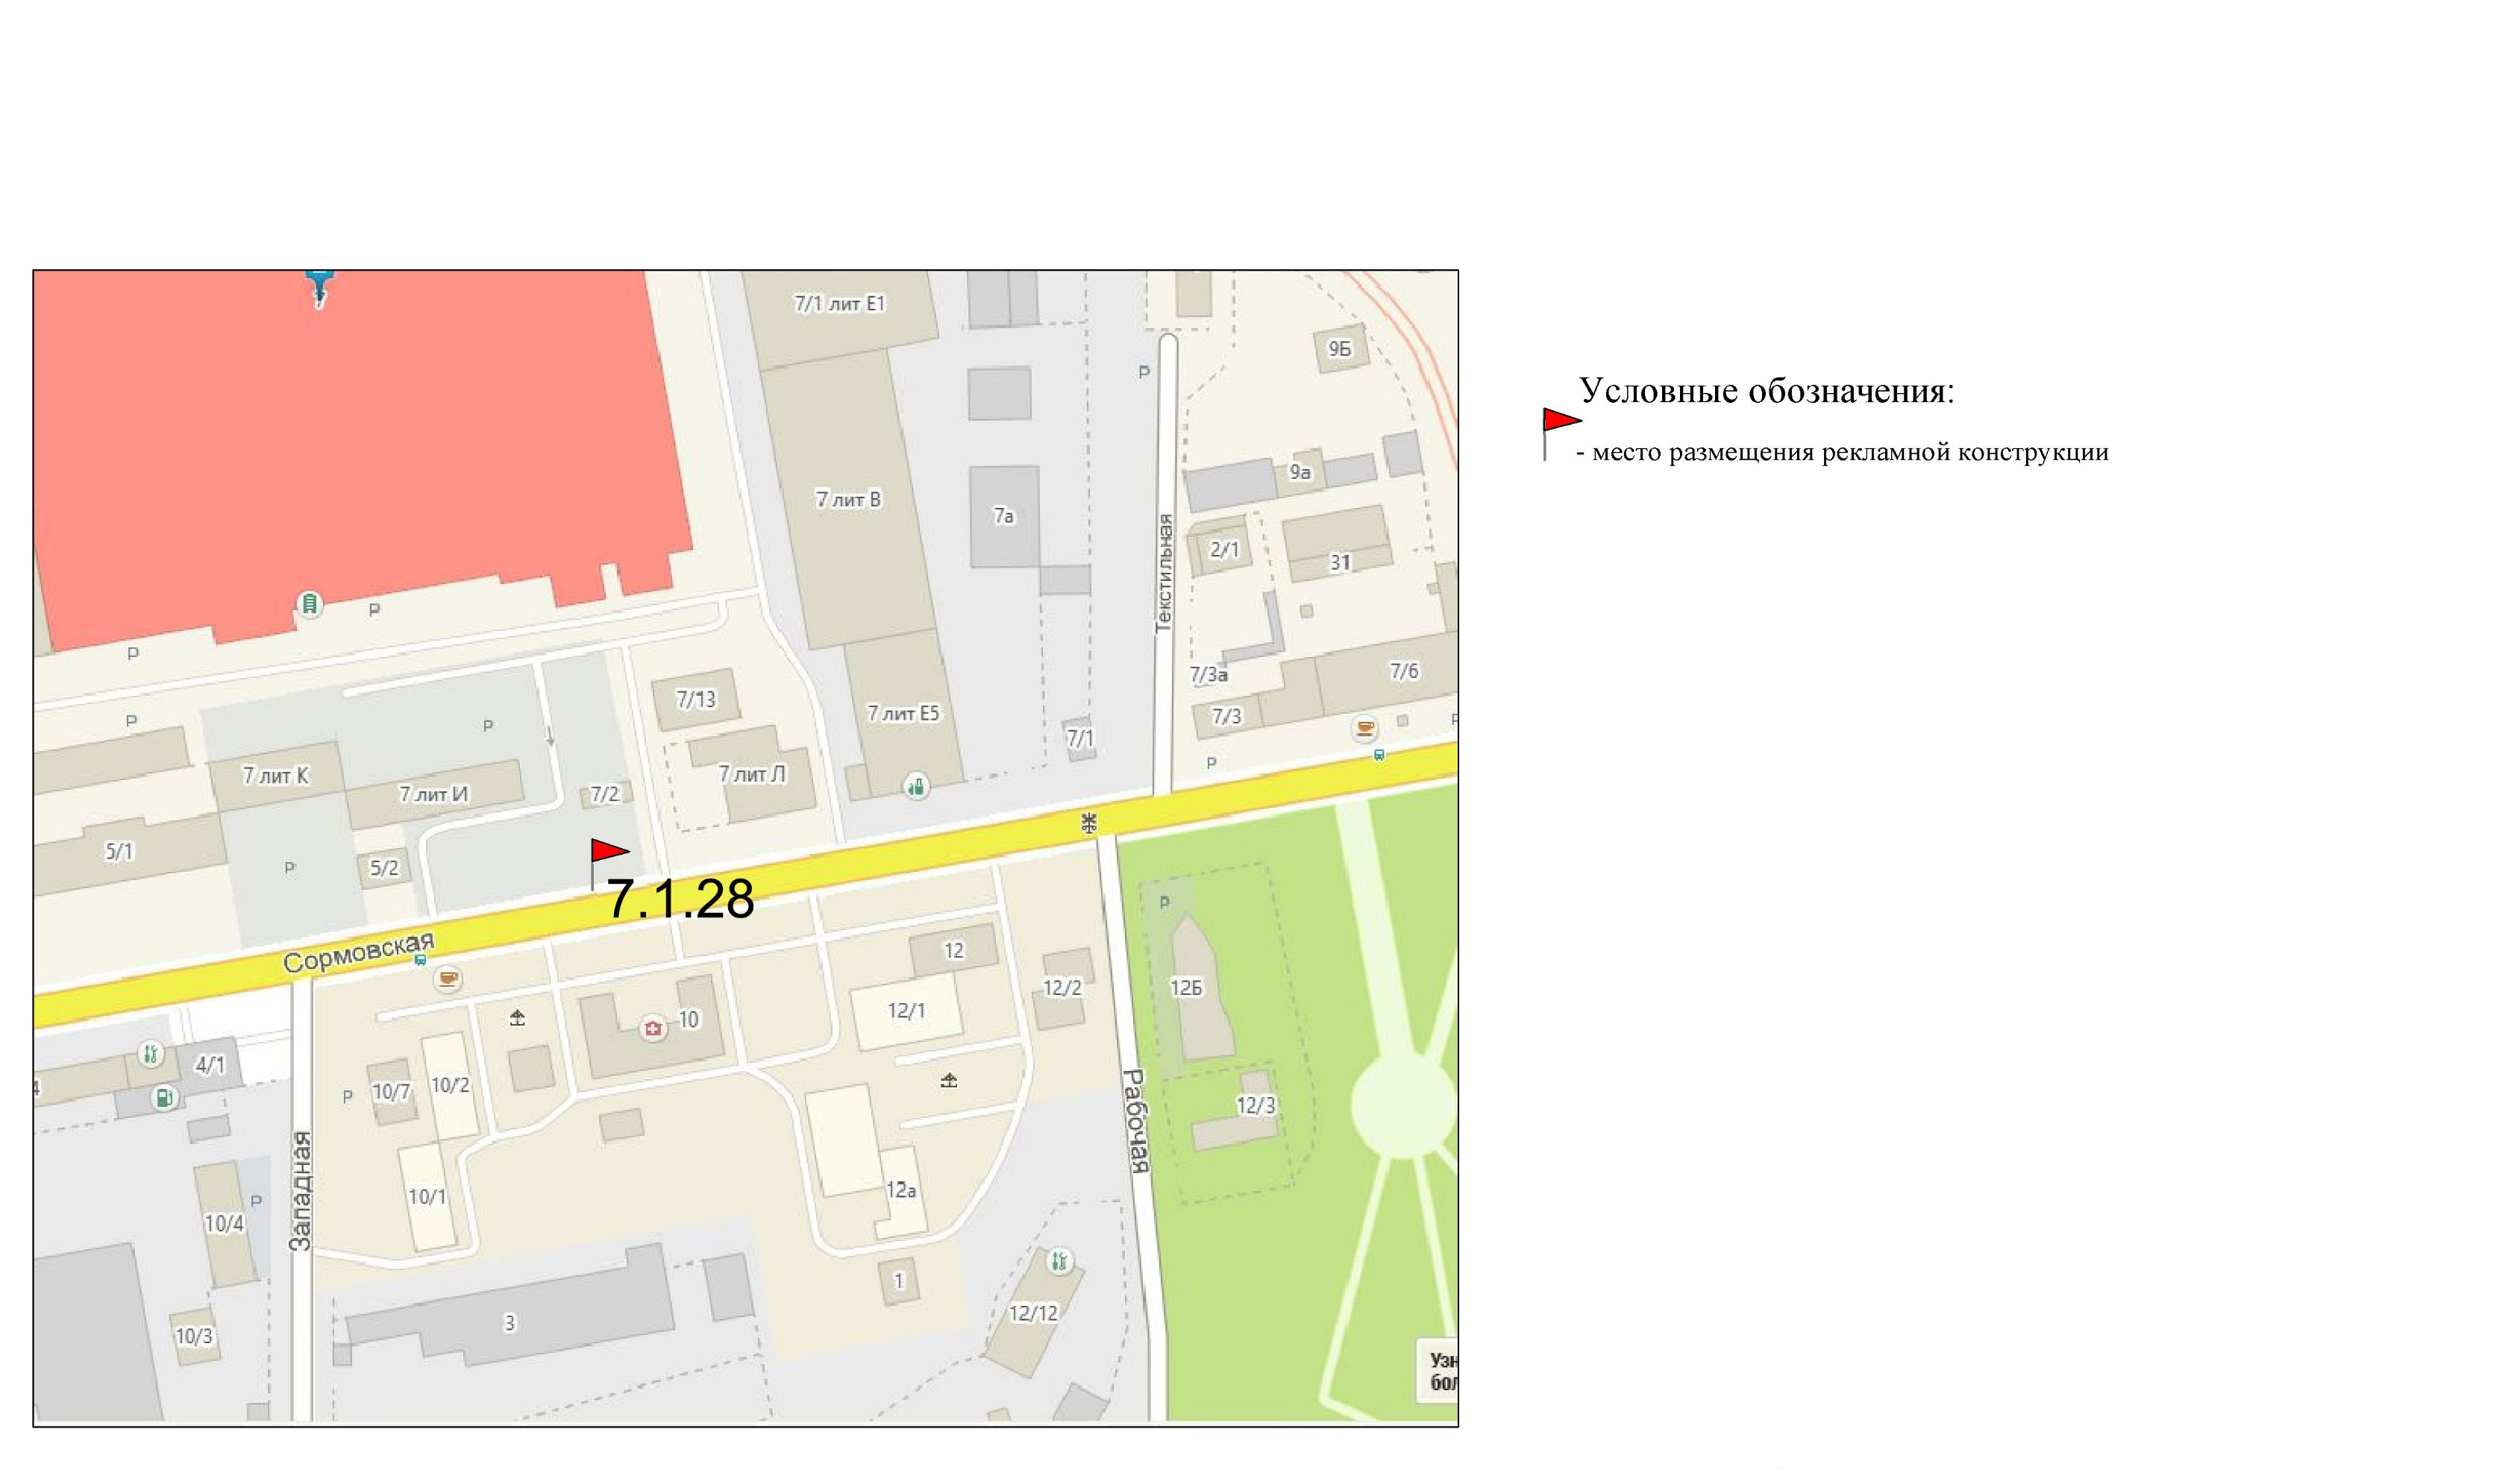 7
7/1 лит Е1
9Б
P
Условные обозначения:
- место размещения рекламной конструкции
9а
7 лит В
7а
Текстильная
2/1
31
P
P
7/3а
7/6
7/13
7/3
P
P
7 лит Е5
7/1
P
7 лит К
7 лит И
7/2
7 лит Л
P
5/1
5/2
P
7.1.28
Сормовская
P
12
12/2
12Б
12/1
10
4/1
4
10/7
10/2
P
12/3
Рабочая
Западная
10/1
12а
P
10/4
1
3
12/12
10/3
Узн
бол